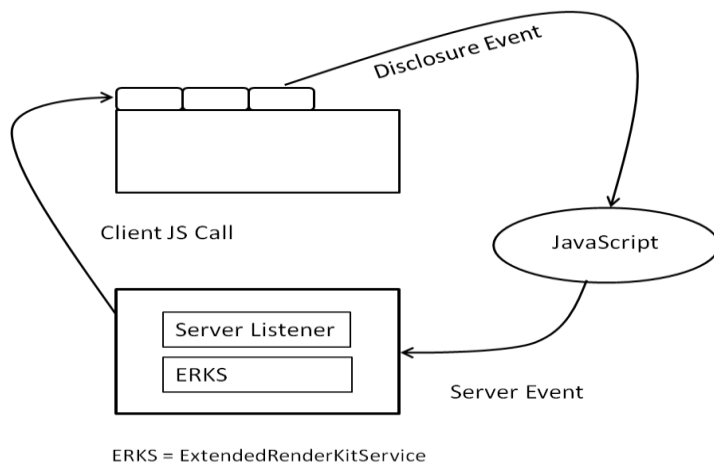 Disclosure Event
Client JS Call
JavaScript
Server Listener
ERKS
Server Event
ERKS = ExtendedRenderKitService